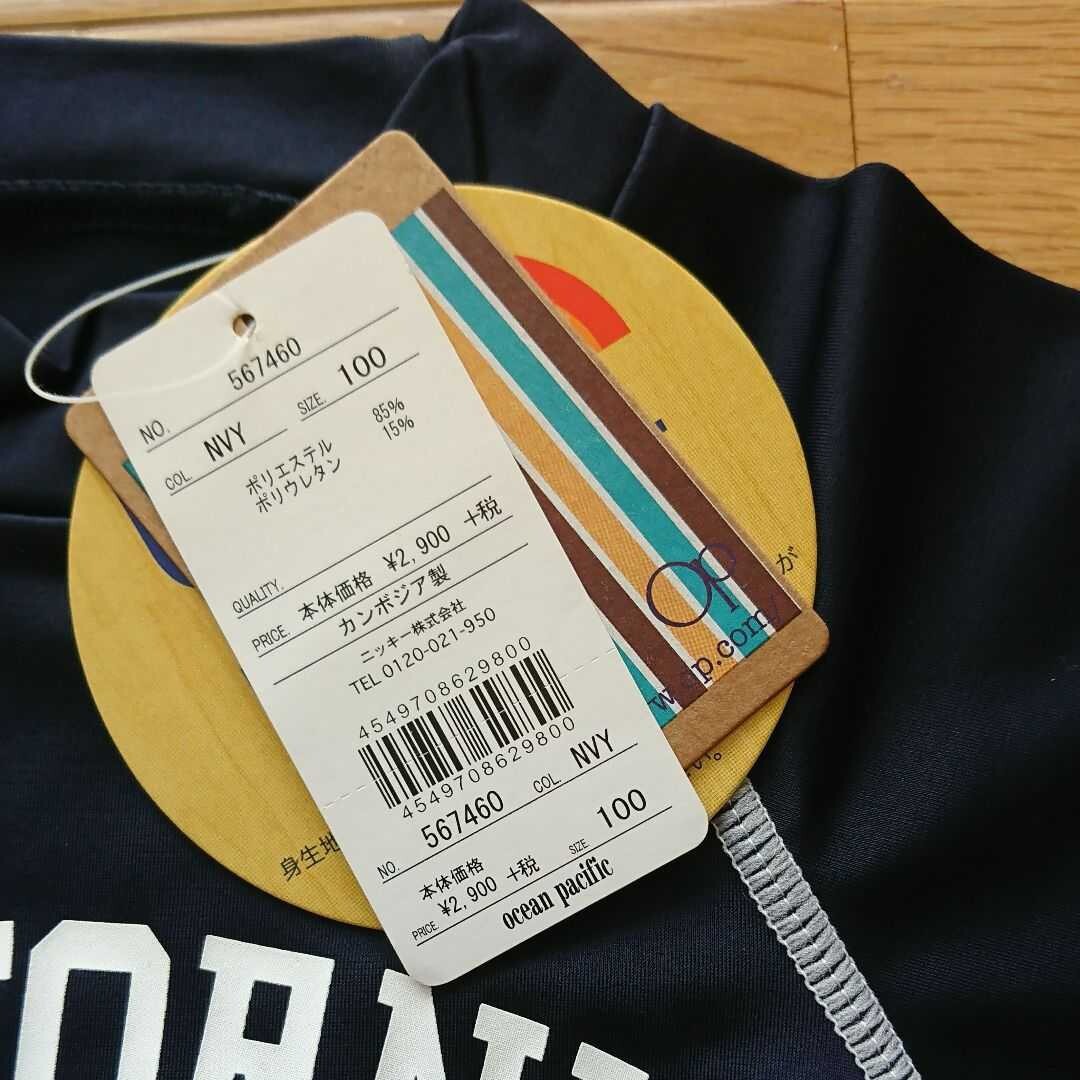 NO. 567460
COL. NVY SIZE. 100
ポリエステル 85%
ポリウレタン 15%
QUALITY.
PRICE. 本体価格 ¥2,900 +税
カンボジア製
ニッキー株式会社
TEL 0120-021-950
4549708629800
4549708629800
NO. 567460 COL. NVY
本体価格
PRICE. ¥2,900 +税 SIZE 100
ocean pacific
Op
p.com/
が
い。
身生地
ORN